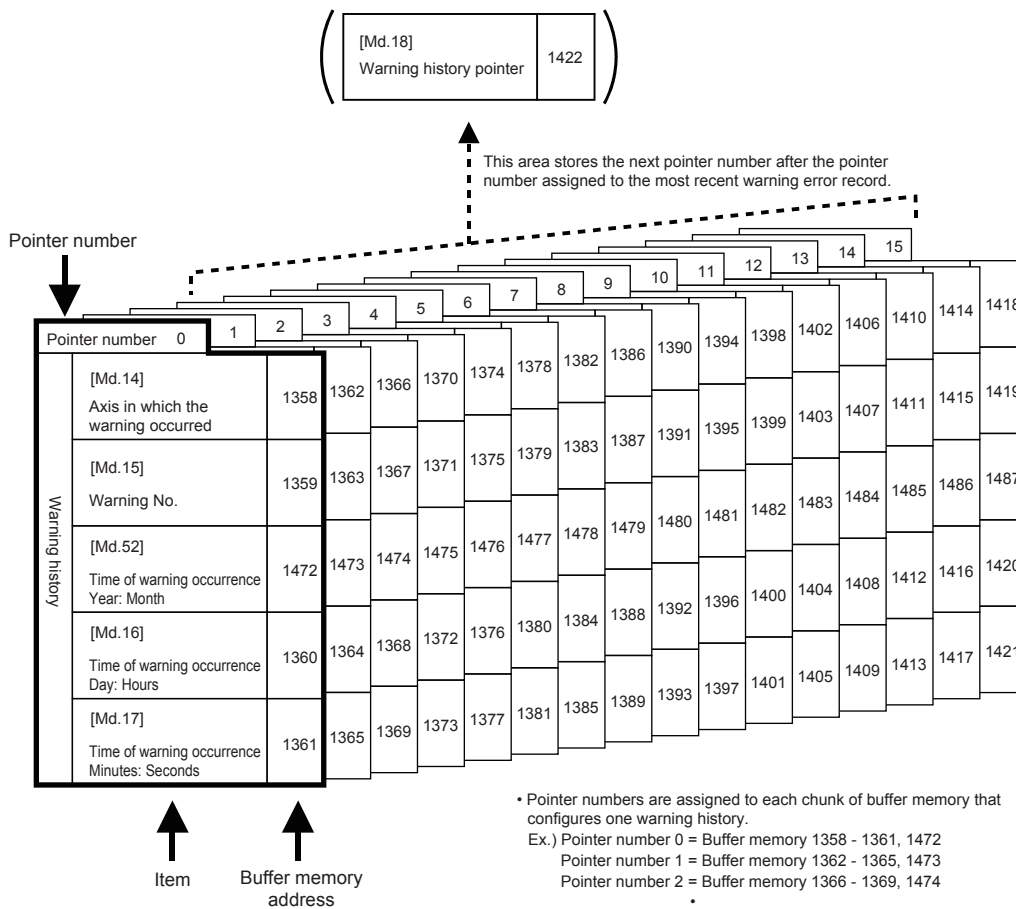 [Md.18]
Warning history pointer
1422
This area stores the next pointer number after the pointer
number assigned to the most recent warning error record.
Pointer number
Pointer number 0
1 2 3 4 5 6 7 8 9 10 11 12 13 14 15
Warning history
[Md.14]
Axis in which the
warning occurred
1358 1362 1366 1370 1374 1378 1382 1386 1390 1394 1398 1402 1406 1410 1414 1418
[Md.15]
Warning No.
1359 1363 1367 1371 1375 1379 1383 1387 1391 1395 1399 1403 1407 1411 1415 1419
[Md.52]
Time of warning occurrence
Year: Month
1472 1473 1474 1475 1476 1477 1478 1479 1480 1481 1482 1483 1484 1485 1486 1487
[Md.16]
Time of warning occurrence
Day: Hours
1360 1364 1368 1372 1376 1380 1384 1388 1392 1396 1400 1404 1408 1412 1416 1420
[Md.17]
Time of warning occurrence
Minutes: Seconds
1361 1365 1369 1373 1377 1381 1385 1389 1393 1397 1401 1405 1409 1413 1417 1421
Item
Buffer memory
address
• Pointer numbers are assigned to each chunk of buffer memory that
configures one warning history.
Ex.) Pointer number 0 = Buffer memory 1358 - 1361, 1472
Pointer number 1 = Buffer memory 1362 - 1365, 1473
Pointer number 2 = Buffer memory 1366 - 1369, 1474
•